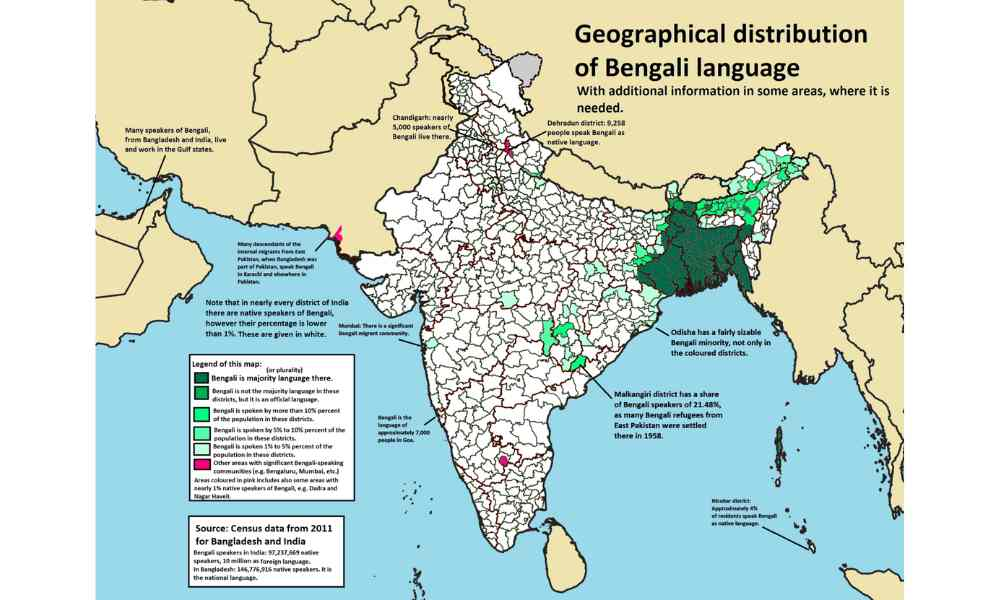 Geographical distribution
of Bengali language
With additional information in some areas, where it is
needed.
Chandigarh: nearly
5,000 speakers of
Bengali live there.
Dehradun district: 9,258
people speak Bengali as
native language.
Many speakers of Bengali,
from Bangladesh and India, live
and work in the Gulf states.
Many descendants of the
internal migrants from East
Pakistan, when Bangladesh was
part of Pakistan, speak Bengali
in Karachi and elsewhere in
Pakistan.
Note that in nearly every district of India
there are native speakers of Bengali,
however their percentage is lower
than 1%. These are given in white.
Mumbai: There is a significant
Bengali migrant community.
Odisha has a fairly sizable
Bengali minority, not only in
the coloured districts.
Malkangiri district has a share
of Bengali speakers of 21.48%,
as many Bengali refugees from
East Pakistan were settled
there in 1958.
Bengali is the
language of
approximately 7,000
people in Goa.
Nicobar district:
Approximately 4%
of residents speak Bengali
as native language.
Legend of this map:
(or plurality)
Bengali is majority language there.
Bengali is not the majority language in these
districts, but it is an official language.
Bengali is spoken by more than 10% percent
of the population in these districts.
Bengali is spoken by 5% to 10% percent of the
population in these districts.
Bengali is spoken 1% to 5% percent of the
population in these districts.
Other areas with significant Bengali-speaking
communities (e.g. Bengaluru, Mumbai, etc.)
Areas coloured in pink includes also some areas with
nearly 1% native speakers of Bengali, e.g. Dadra and
Nagar Haveli.
Source: Census data from 2011
for Bangladesh and India
Bengali speakers in India: 97,237,669 native
speakers, 10 million as foreign language.
In Bangladesh: 146,776,916 native speakers. It is
the national language.